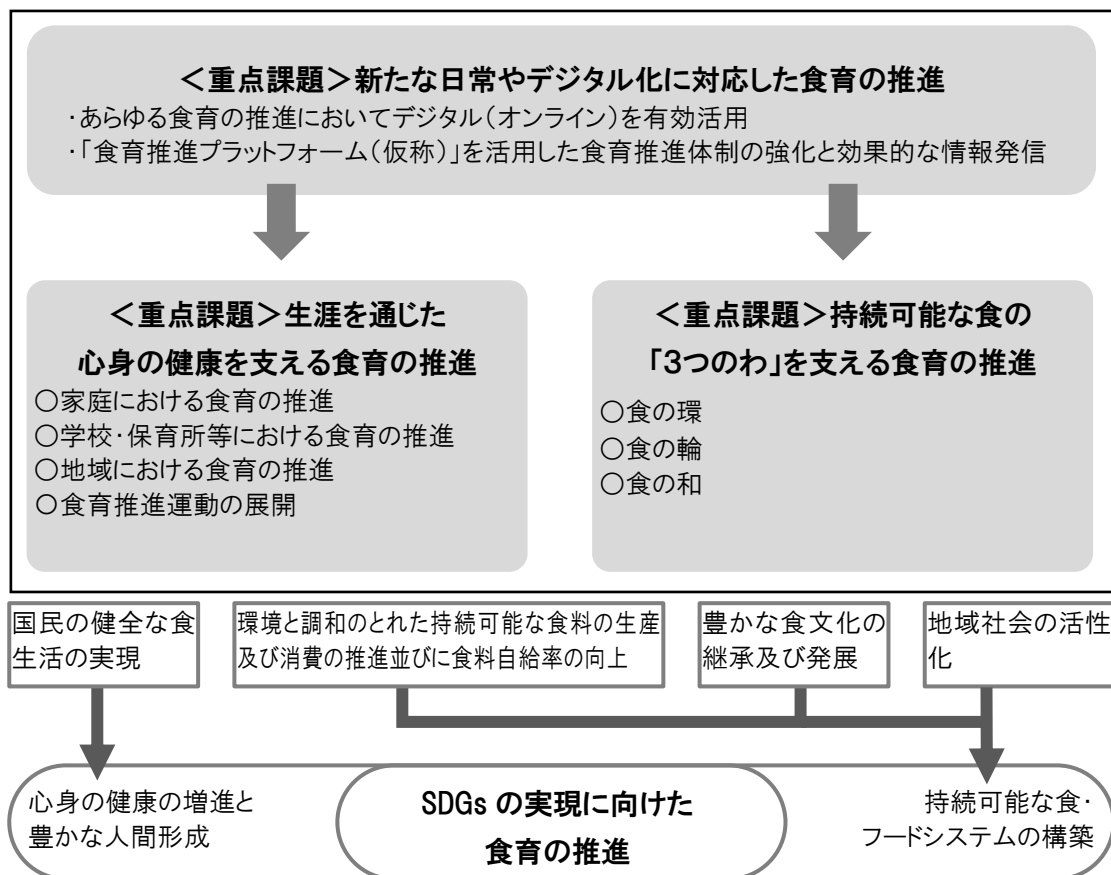 ＜重点課題＞新たな日常やデジタル化に対応した食育の推進
・あらゆる食育の推進においてデジタル（オンライン）を有効活用
・「食育推進プラットフォーム（仮称）」を活用した食育推進体制の強化と効果的な情報発信
＜重点課題＞生涯を通じた
心身の健康を支える食育の推進
○家庭における食育の推進
○学校・保育所等における食育の推進
○地域における食育の推進
○食育推進運動の展開
＜重点課題＞持続可能な食の
「３つのわ」を支える食育の推進
○食の環
○食の輪
○食の和
国民の健全な食
生活の実現
環境と調和のとれた持続可能な食料の生産
及び消費の推進並びに食料自給率の向上
豊かな食文化の
継承及び発展
地域社会の活性
化
心身の健康の増進と
豊かな人間形成
SDGs の実現に向けた
食育の推進
持続可能な食・
フードシステムの構築